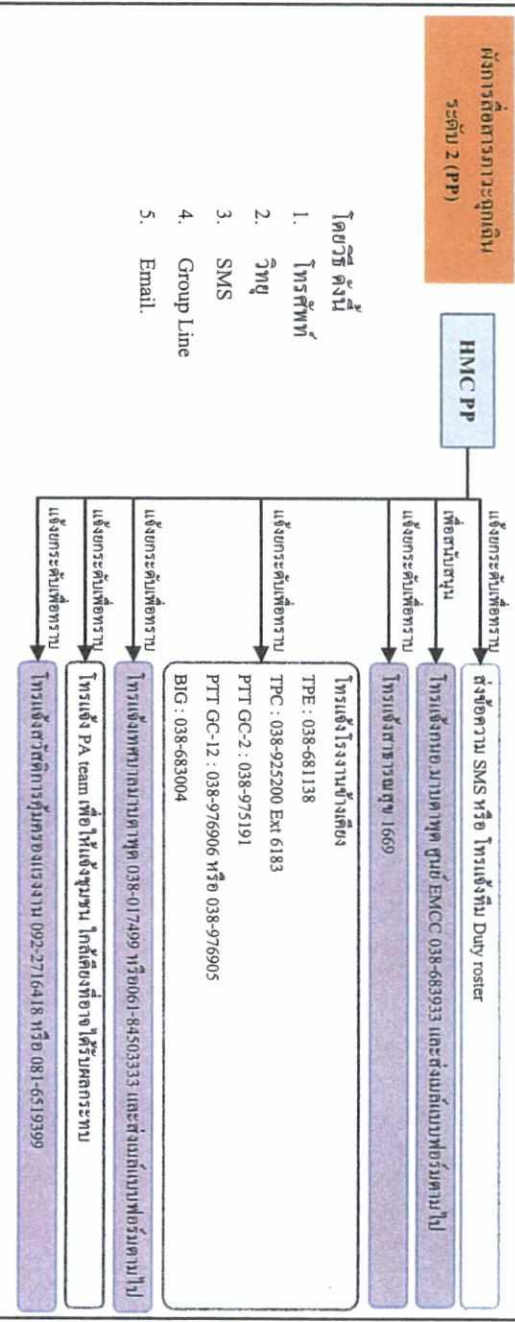 ผังการสื่อสารภาวะฉุกเฉิน
ระดับ 2 (PP)
HMC PP
โดยวิธี ดังนี้
1. โทรศัพท์
2. วิทยุ
3. SMS
4. Group Line
5. Email.
แจ้งยกระดับเพื่อทราบ
ส่งข้อความ SMS หรือ โทรแจ้งทีม Duty roster
เพื่อสนับสนุน
โทรแจ้งกนอ.มาบตาพุด ศูนย์ EMCC 038-683933 และส่งเมล์แบบฟอร์มตามไป
แจ้งยกระดับเพื่อทราบ
โทรแจ้งสาธารณสุข 1669
แจ้งยกระดับเพื่อทราบ
โทรแจ้งโรงงานข้างเคียง
TPE : 038-681138
TPC : 038-925200 Ext 6183
PTT GC-2 : 038-975191
PTT GC-12 : 038-976906 หรือ 038-976905
BIG : 038-683004
แจ้งยกระดับเพื่อทราบ
โทรแจ้งเทศบาลมาบตาพุด 038-017499 หรือ061-84503333 และส่งเมล์แบบฟอร์มตามไป
แจ้งยกระดับเพื่อทราบ
โทรแจ้ง PA team เพื่อให้แจ้งชุมชน ใกล้เคียงที่อาจได้รับผลกระทบ
แจ้งยกระดับเพื่อทราบ
โทรแจ้งสวัสดิการคุ้มครองแรงงาน 092-2716418 หรือ 081-6519399